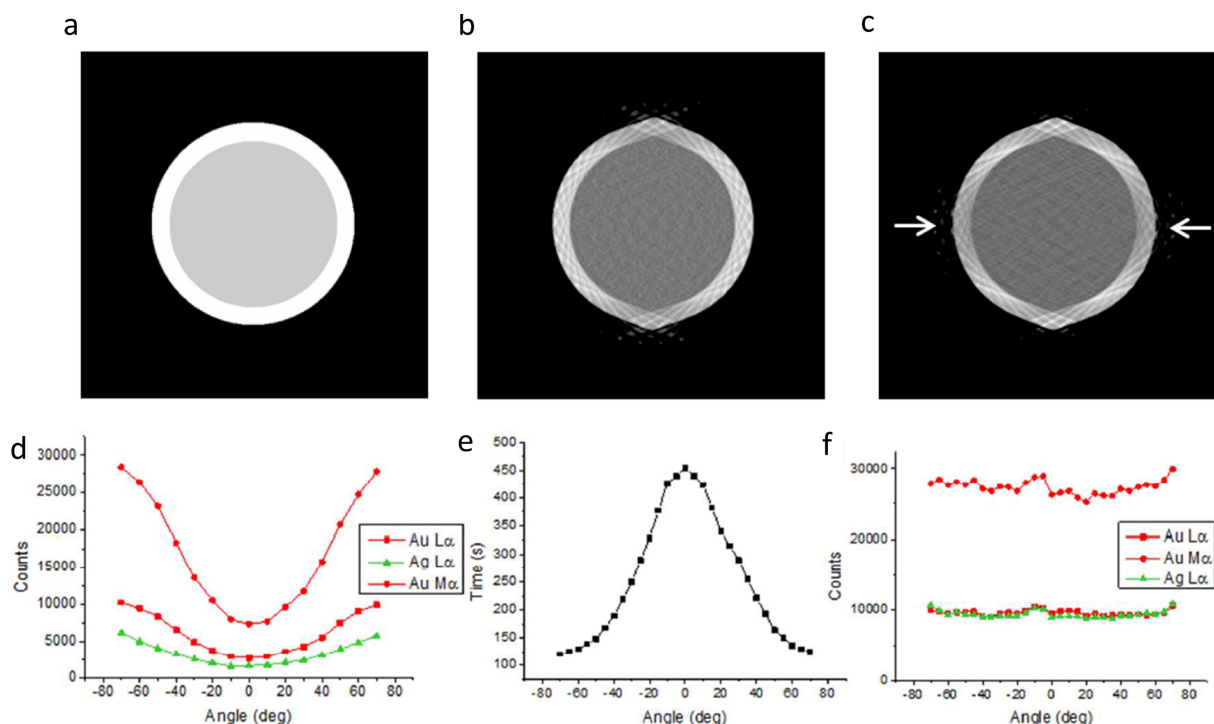 a
b
c
d
30000
25000
20000
15000
10000
5000
0
Counts
-80 -60 -40 -20 0 20 40 60 80
Angle (deg)
Au Lα
Ag Lα
Au Mα
e
500
450
400
350
300
250
200
150
100
Time (s)
-80 -60 -40 -20 0 20 40 60 80
Angle (deg)
f
30000
20000
10000
0
Counts
-80 -60 -40 -20 0 20 40 60 80
Angle (deg)
Au Lα
Au Mα
Ag Lα